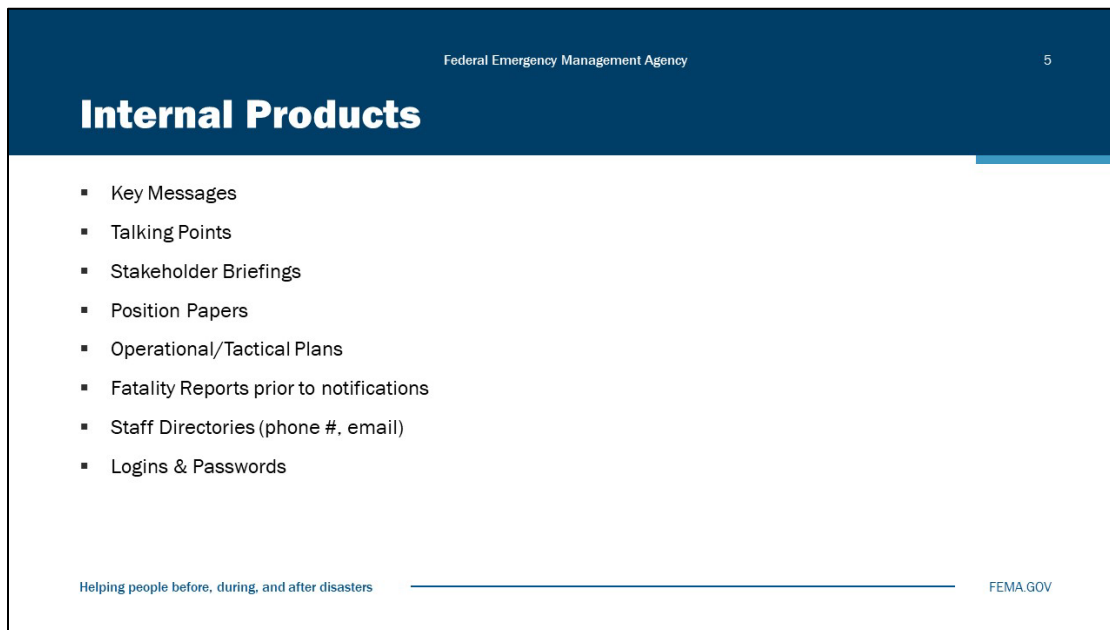 Federal Emergency Management Agency
5
Internal Products
▪ Key Messages
▪ Talking Points
▪ Stakeholder Briefings
▪ Position Papers
▪ Operational/Tactical Plans
▪ Fatality Reports prior to notifications
▪ Staff Directories (phone #, email)
▪ Logins & Passwords
Helping people before, during, and after disasters
FEMA.GOV